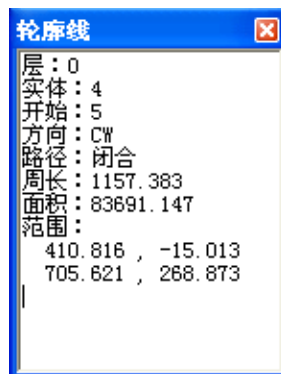 轮廓线
层：0
实体：4
开始：5
方向：CW
路径：闭合
周长：1157.383
面积：83691.147
范围：
410.816 , -15.013
705.621 , 268.873